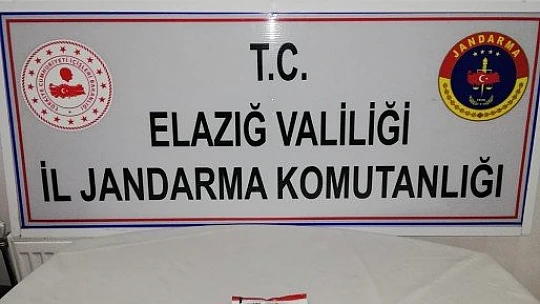 T.C.
ELAZIĞ VALİLİĞİ
İL JANDARMA KOMUTANLIĞI
JANDARMA